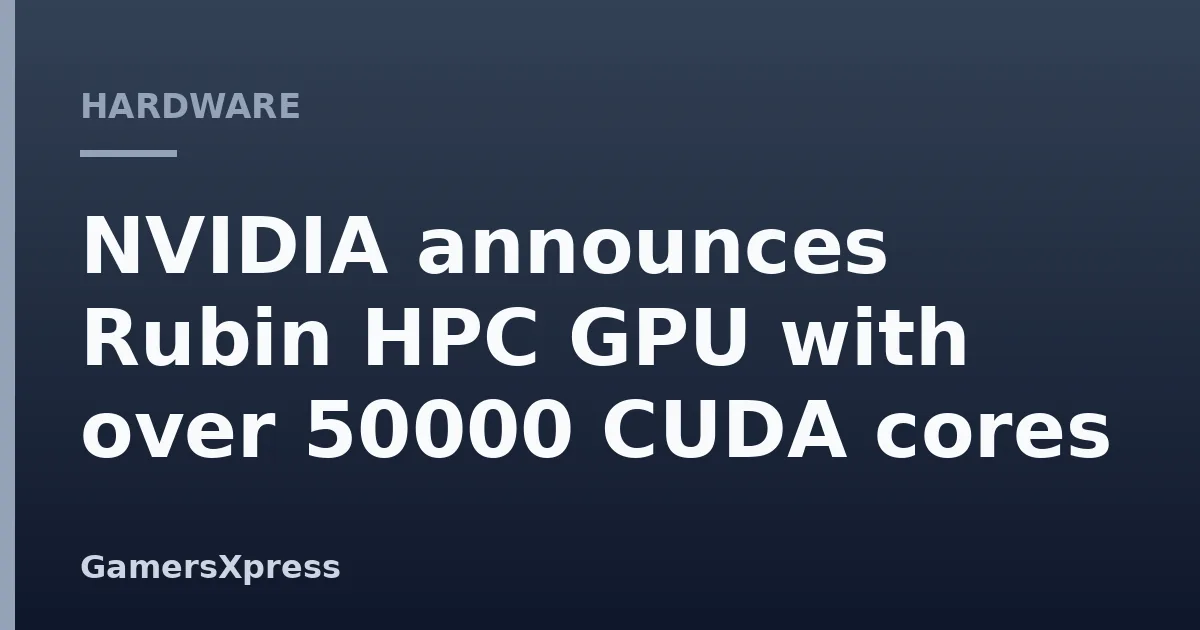 HARDWARE
NVIDIA announces
Rubin HPC GPU with
over 50000 CUDA cores
GamersXpress